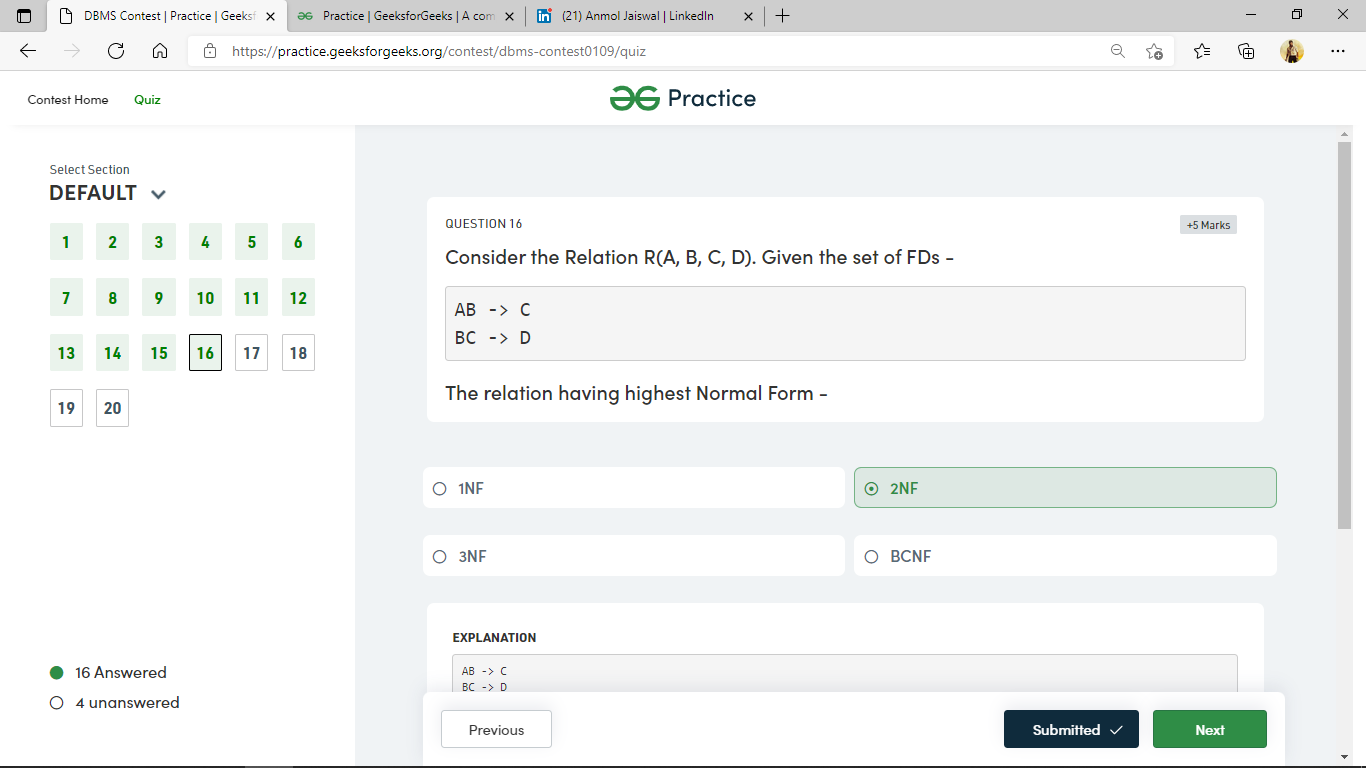 DBMS Contest | Practice | Geeksf
Practice | GeeksforGeeks | A com
(21) Anmol Jaiswal | LinkedIn
https://practice.geeksforgeeks.org/contest/dbms-contest0109/quiz
Contest Home Quiz
Practice
Select Section
DEFAULT
1 2 3 4 5 6
7 8 9 10 11 12
13 14 15 16 17 18
19 20
16 Answered
4 unanswered
QUESTION 16
+5 Marks
Consider the Relation R(A, B, C, D). Given the set of FDs -
AB -> C
BC -> D
The relation having highest Normal Form -
1NF
2NF
3NF
BCNF
EXPLANATION
AB -> C
BC -> D
Previous
Submitted
Next